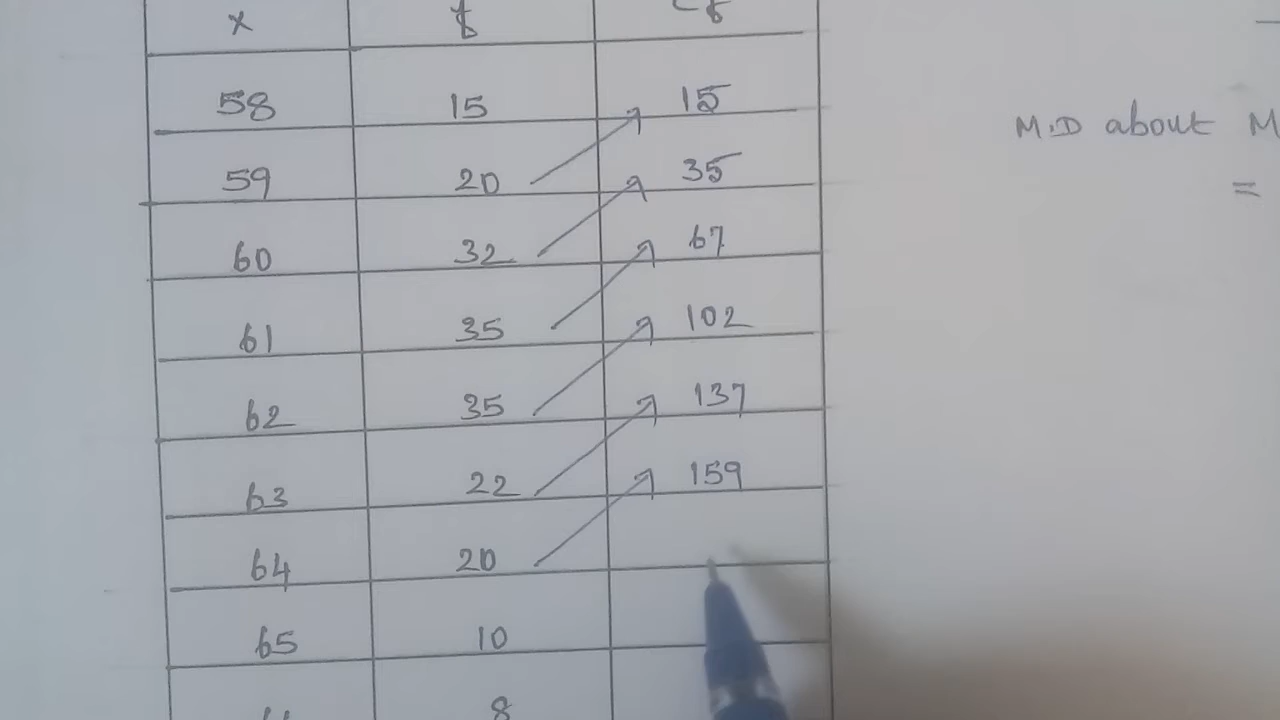 x f cf
58 15 15
M.D about M
59 20 35
=
60 32 67
61 35 102
62 35 137
63 22 159
64 20
65 10
8